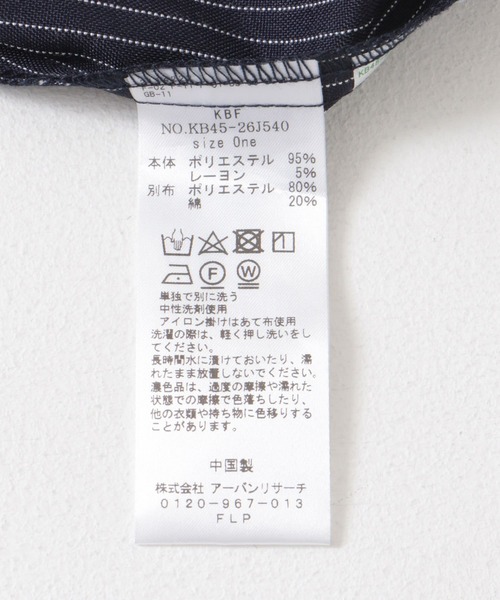 GB-11
KBF
NO.KB45-26J540
size One
本体 ポリエステル 95%
レーヨン 5%
別布 ポリエステル 80%
綿 20%
F W
単独で別に洗う
中性洗剤使用
アイロン掛けはあて布使用
洗濯の際は、軽く押し洗いをし
てください。
長時間水に漬けておいたり、濡
れたまま放置しないでください。
濃色品は、過度の摩擦や濡れた
状態での摩擦で色落ちしたり、
他の衣類や持ち物に色移りする
ことがあります。
中国製
株式会社 アーバンリサーチ
0120-967-013
FLP